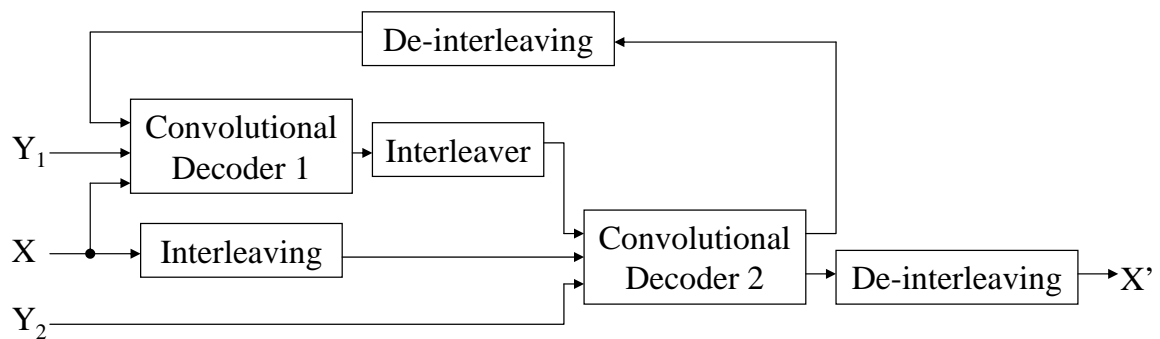 De-interleaving
Y₁
Convolutional
Decoder 1
Interleaver
X
Interleaving
Convolutional
Decoder 2
De-interleaving
X'
Y₂